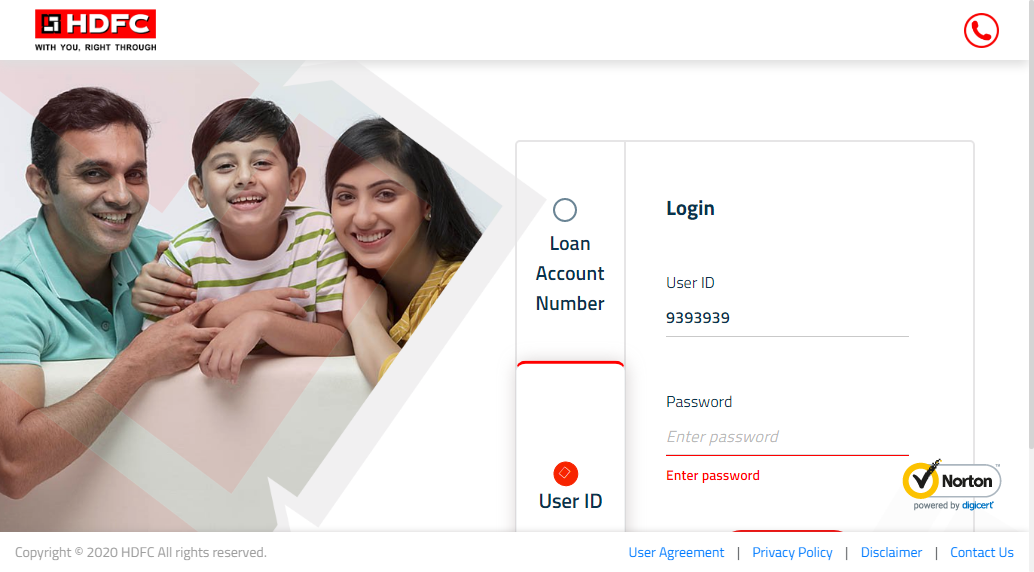 HDFC
WITH YOU, RIGHT THROUGH
Loan
Account
Number
User ID
Login
User ID
9393939
Password
Enter password
Enter password
Norton
powered by digicert
Copyright © 2020 HDFC All rights reserved.
User Agreement | Privacy Policy | Disclaimer | Contact Us